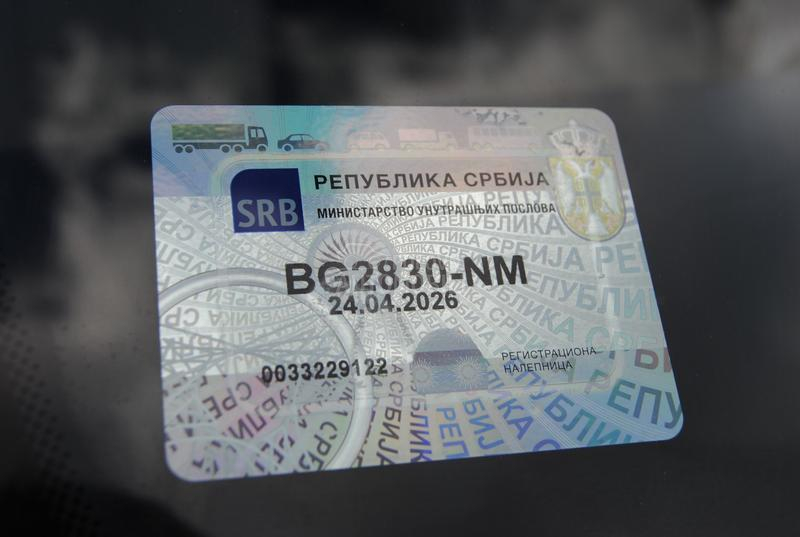 РЕПУБЛИКА СРБИЈА
SRB
МИНИСТАРСТВО УНУТРАШЊИХ ПОСЛОВА
BG2830-NM
24.04.2026
0033229122
РЕГИСТРАЦИОНА
НАЛЕПНИЦА